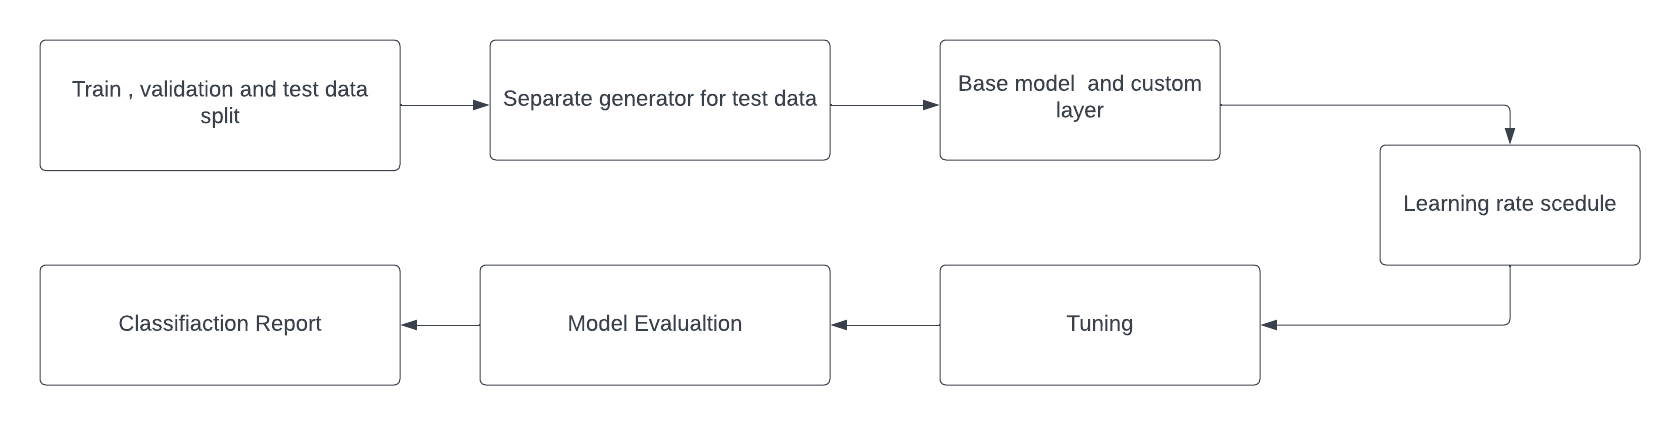 Train , validation and test data
split
Separate generator for test data
Base model  and custom
layer
Learning rate scedule
Tuning
Model Evalualtion
Classifiaction Report